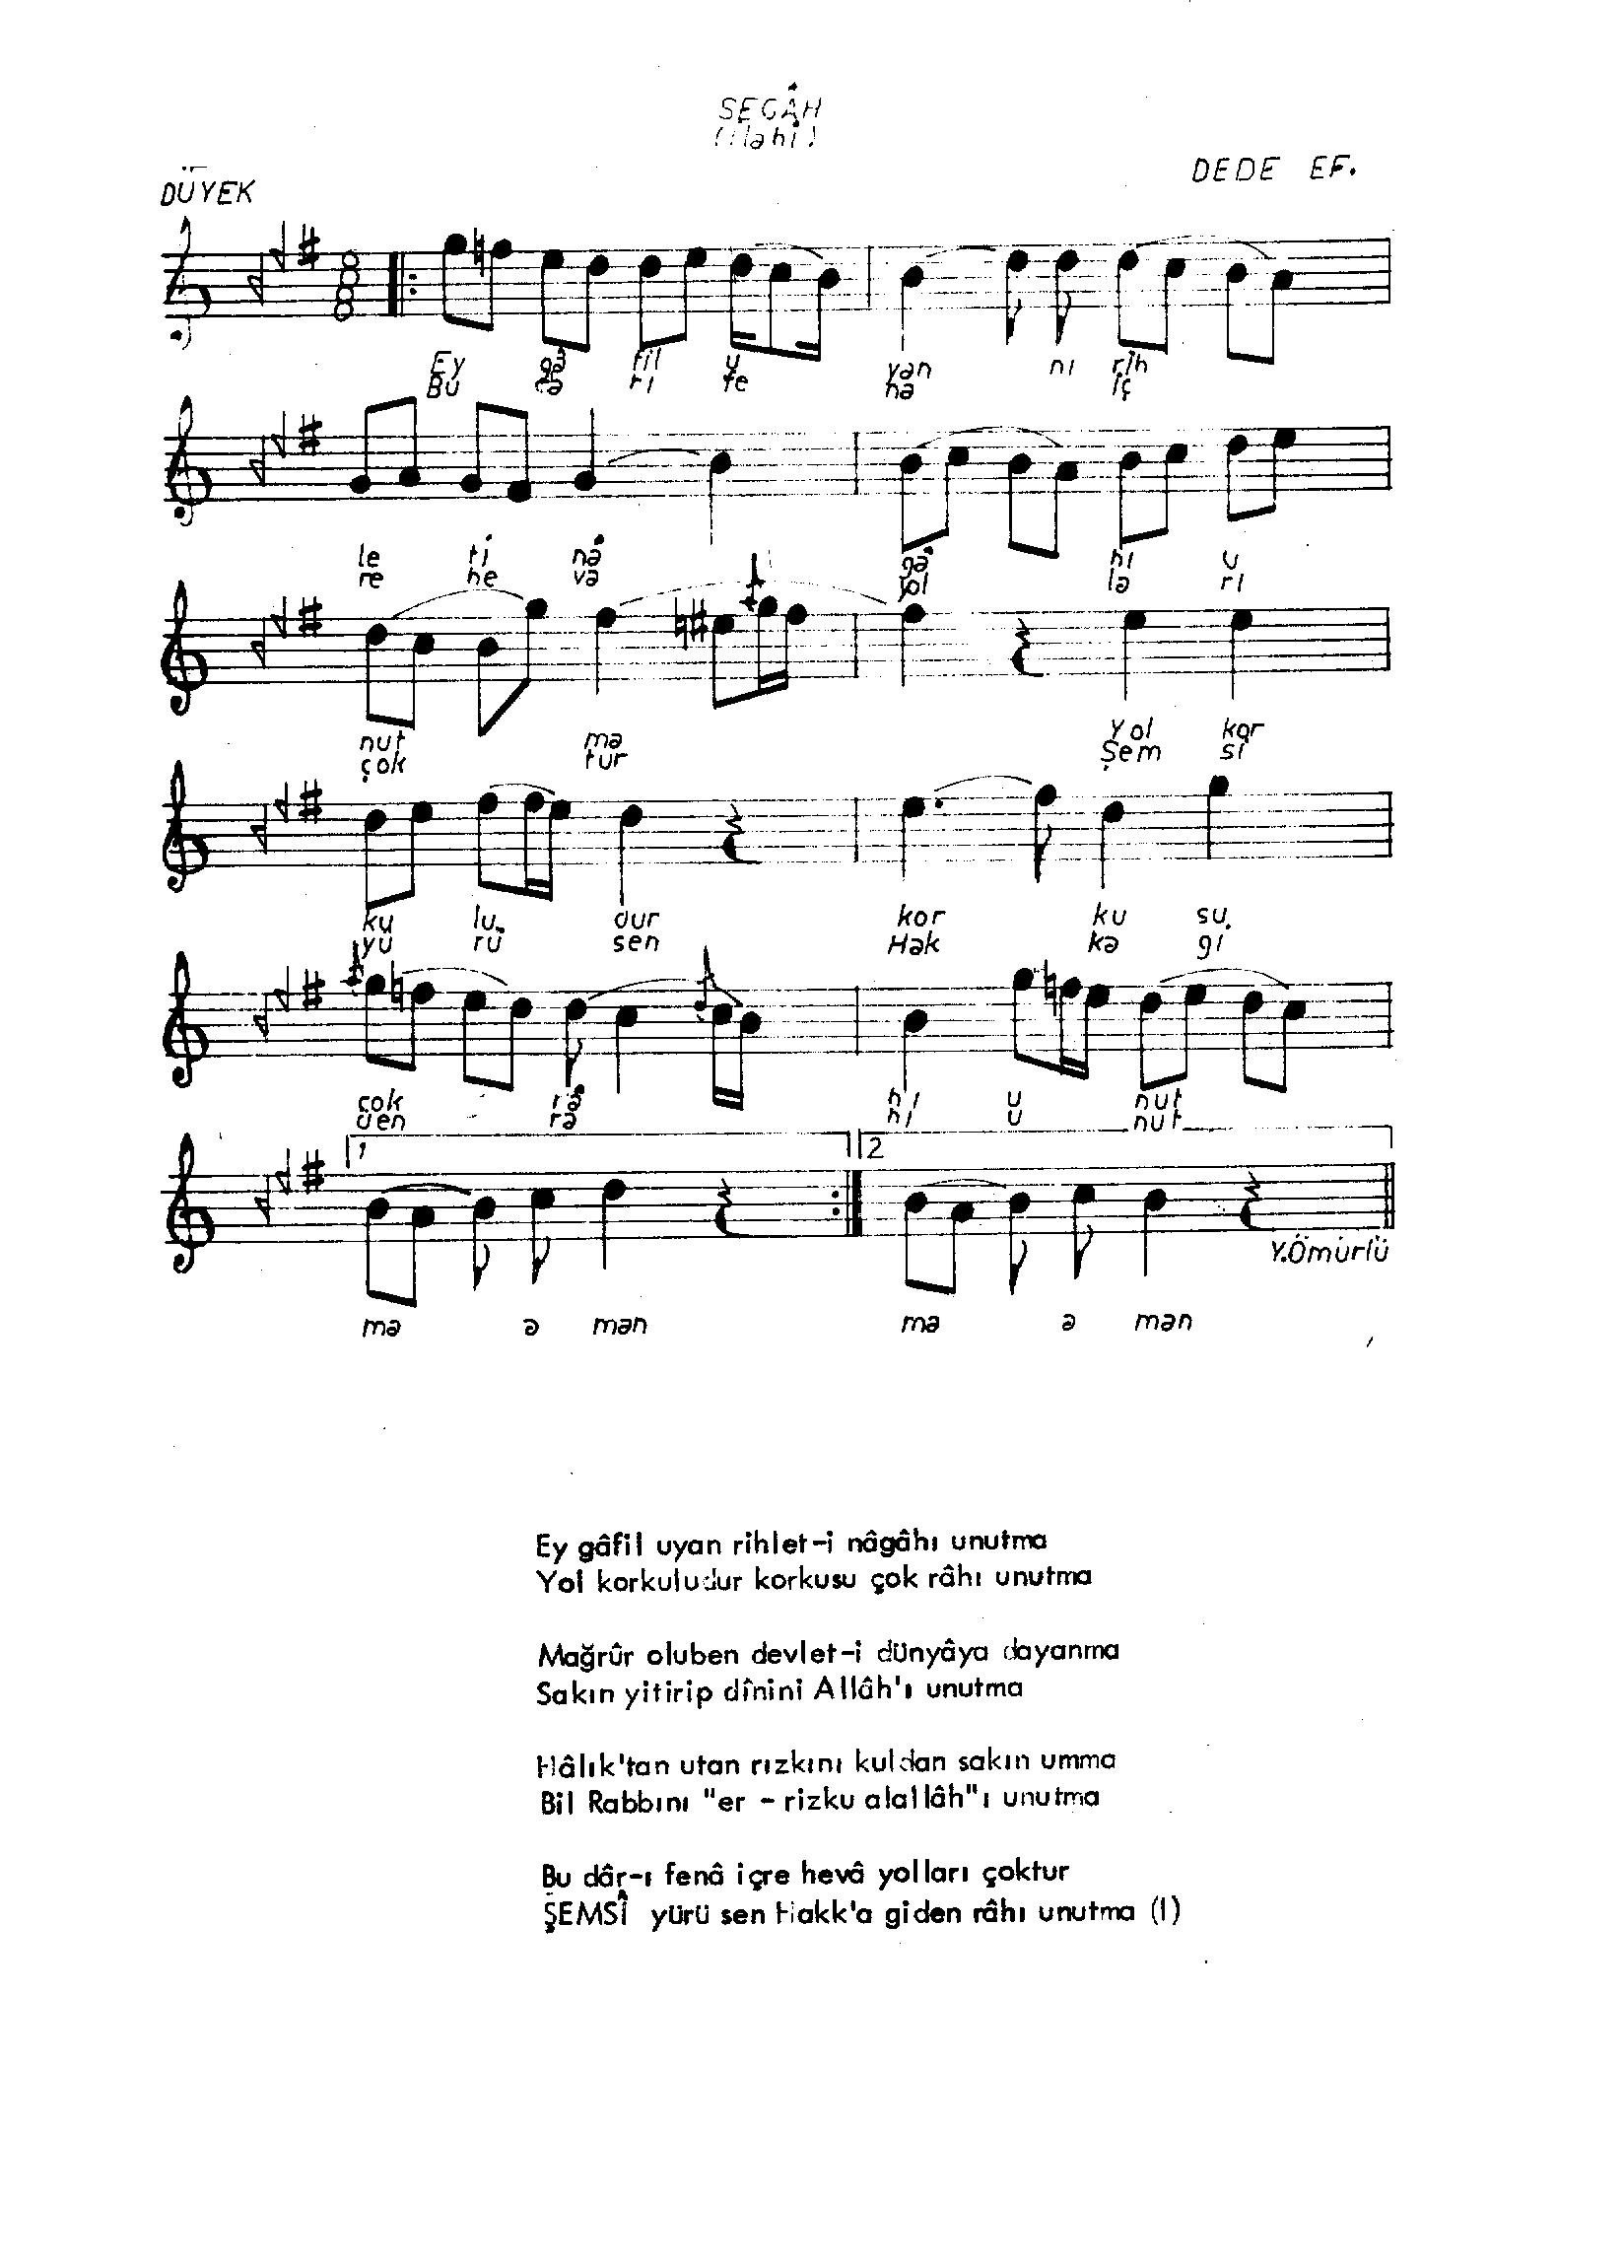 SEGÂH
(İlahi)
DÜYEK
DEDE EF.
8
8
Ey gâ fil u yan nı rîh
Bu dâ rı fe nâ iç
le ti nâ gâ hı u
re he vâ yol la rı
nut ma Yol kor
çok tur Şem si
ku lu dur kor ku su
yü rü sen Hak ka gi
çok râ hı u nut
den râ hı u nut
1
2
Y.Ömürlü
ma a man ma a man
Ey gâfil uyan rihlet-i nâgâhı unutma
Yol korkuludur korkusu çok râhı unutma
Mağrûr oluben devlet-i dünyâya dayanma
Sakın yitirip dînini Allâh'ı unutma
Hâlık'tan utan rızkını kuldan sakın umma
Bil Rabbını "er - rizku alallâh"ı unutma
Bu dâr-ı fenâ içre hevâ yolları çoktur
ŞEMSÎ yürü sen Hakk'a giden râhı unutma (1)